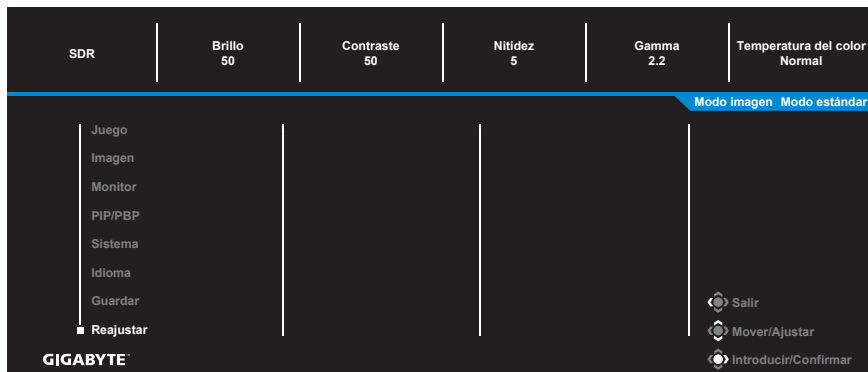 SDR
Brillo
50
Contraste
50
Nitidez
5
Gamma
2.2
Temperatura del color
Normal
Modo imagen Modo estándar
Juego
Imagen
Monitor
PIP/PBP
Sistema
Idioma
Guardar
Reajustar
Salir
Mover/Ajustar
Introducir/Confirmar
GIGABYTE™